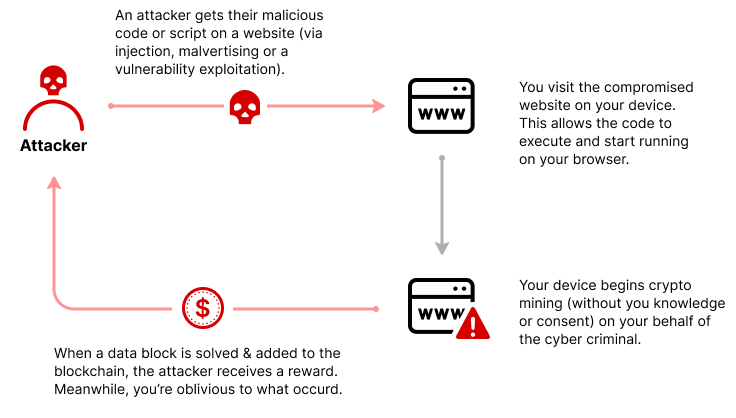 An attacker gets their malicious
code or script on a website (via
injection, malvertising or a
vulnerability exploitation).
Attacker
www
You visit the compromised
website on your device.
This allows the code to
execute and start running
on your browser.
$
www
!
Your device begins crypto
mining (without you knowledge
or consent) on your behalf of
the cyber criminal.
When a data block is solved & added to the
blockchain, the attacker receives a reward.
Meanwhile, you’re oblivious to what occurd.